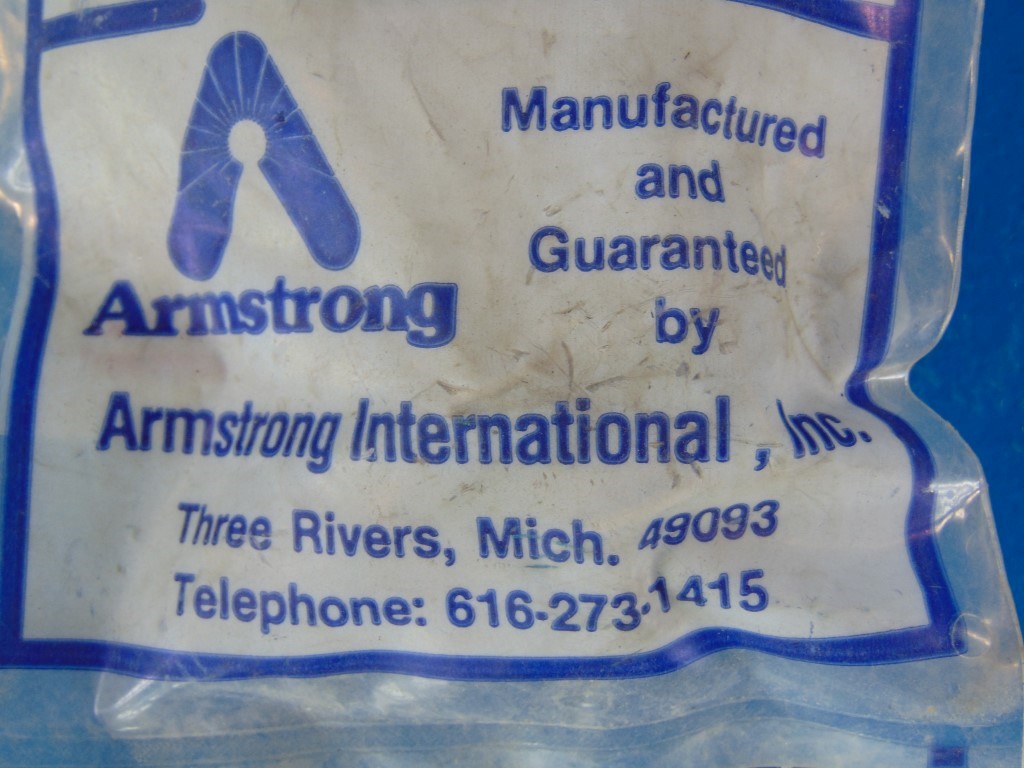 Armstrong
Manufactured
and
Guaranteed
by
Armstrong International, Inc.
Three Rivers, Mich. 49093
Telephone: 616-273-1415